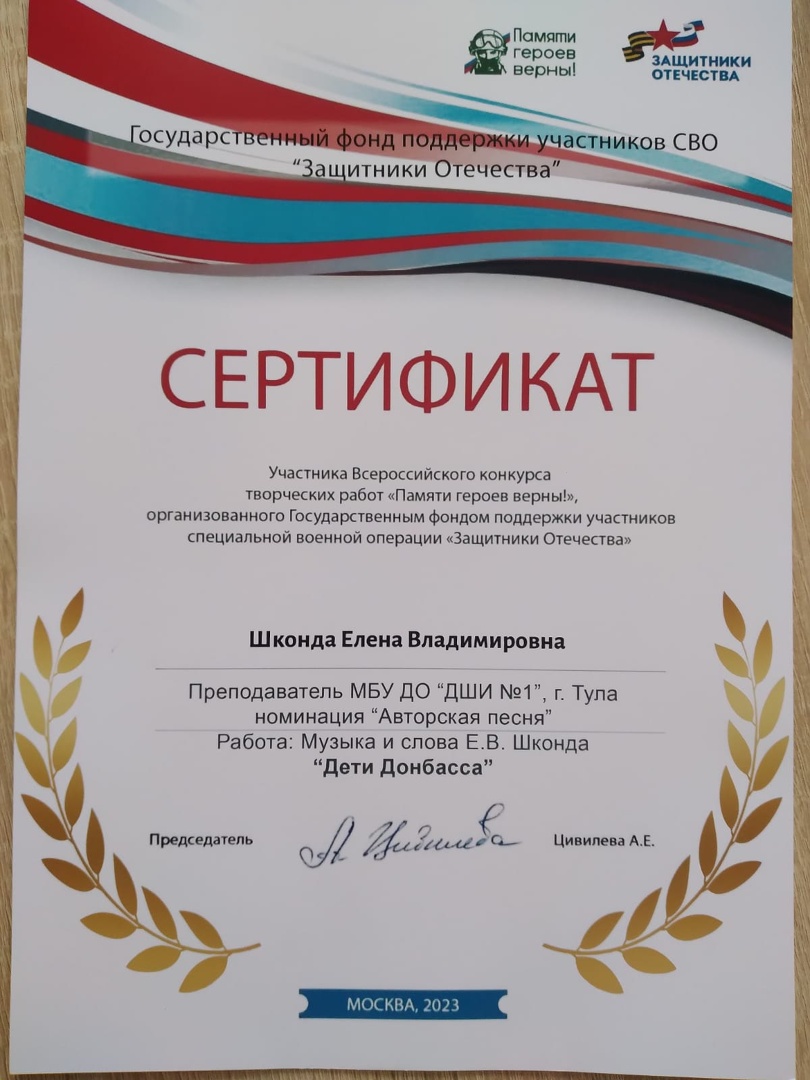 Памяти
героев
верны!
ЗАЩИТНИКИ
ОТЕЧЕСТВА
Государственный фонд поддержки участников СВО
“Защитники Отечества”
СЕРТИФИКАТ
Участника Всероссийского конкурса
творческих работ «Памяти героев верны!»,
организованного Государственным фондом поддержки участников
специальной военной операции «Защитники Отечества»
Шконда Елена Владимировна
Преподаватель МБУ ДО “ДШИ №1”, г. Тула
номинация “Авторская песня”
Работа: Музыка и слова Е.В. Шконда
“Дети Донбасса”
Председатель А Цивилева Цивилева А.Е.
МОСКВА, 2023